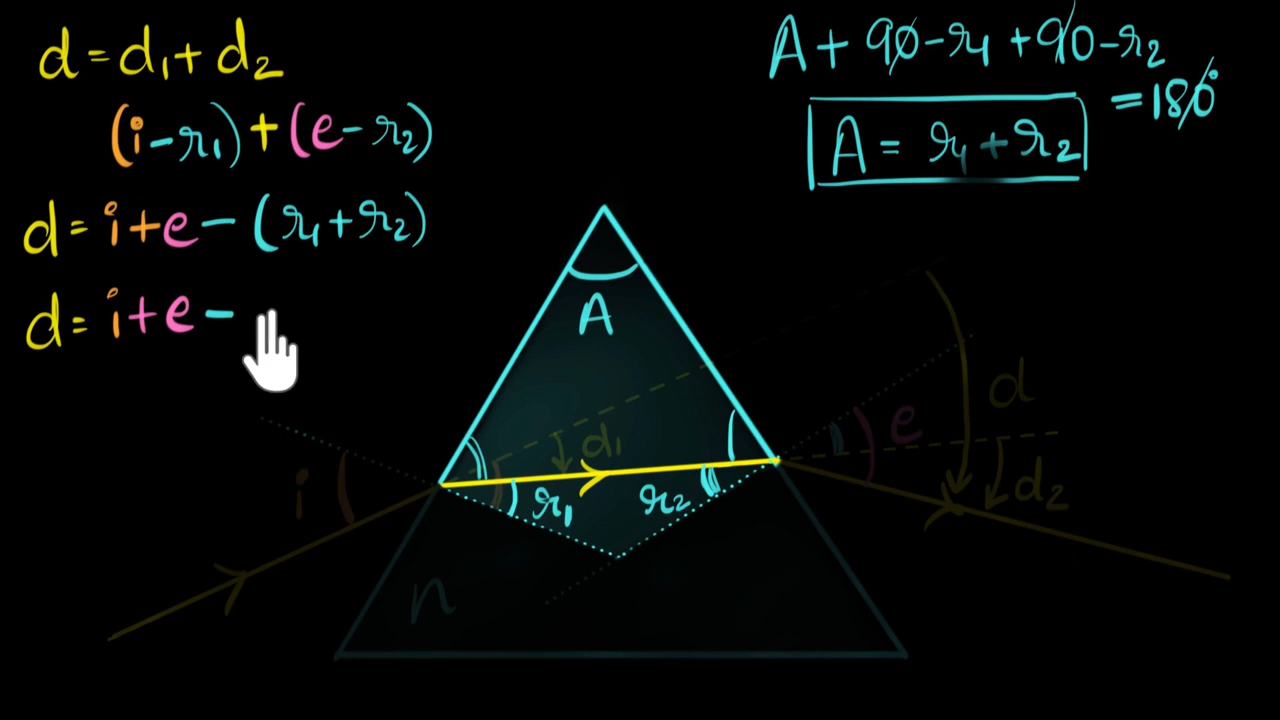 d = d₁ + d₂
(i - r₁) + (e - r₂)
d = i + e - (r₁ + r₂)
d = i + e -
A + 90 - r₁ + 90 - r₂
= 180°
A = r₁ + r₂
A
d
e
d₁
i
r₁
r₂
d₂
n